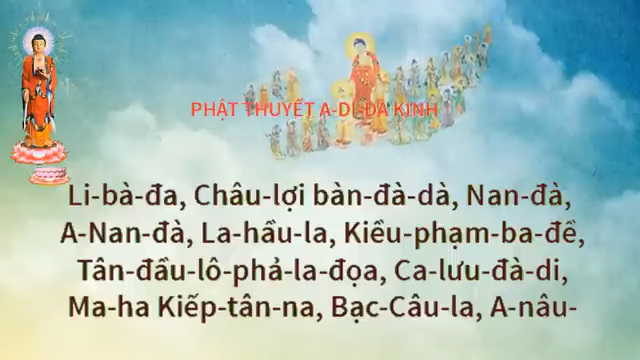 PHẬT THUYẾT A-DI-ĐÀ KINH
Li-bà-đa, Châu-lợi bàn-đà-dà, Nan-đà,
A-Nan-đà, La-hầu-la, Kiều-phạm-ba-đề,
Tân-đầu-lô-phả-la-đọa, Ca-lưu-đà-di,
Ma-ha Kiếp-tân-na, Bạc-Câu-la, A-nâu-